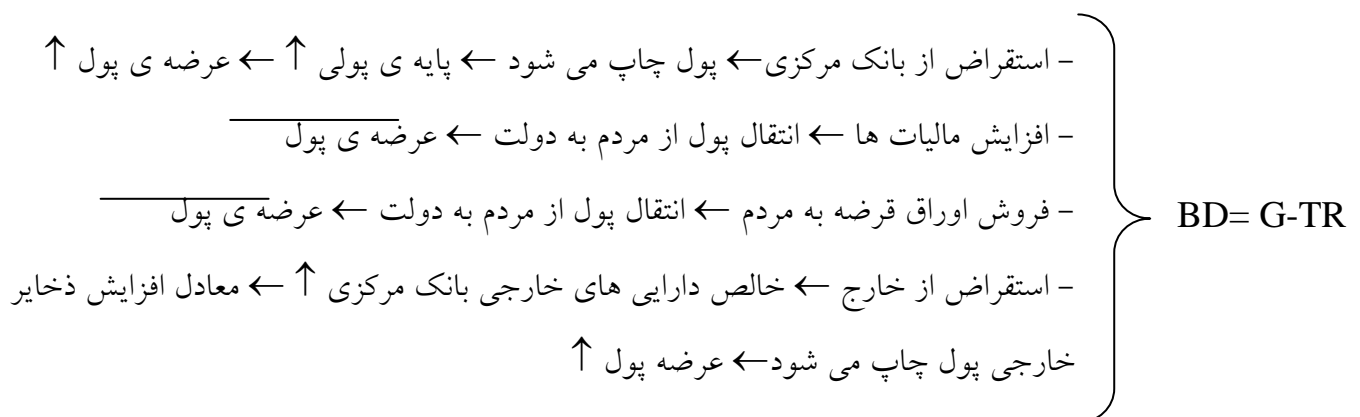 - استقراض از بانک مرکزی← پول چاپ می شود ← پایه ی پولی ↑ ← عرضه ی پول ↑
- افزایش مالیات ها ← انتقال پول از مردم به دولت ← عرضه ی پول
- فروش اوراق قرضه به مردم ← انتقال پول از مردم به دولت ← عرضه ی پول
BD= G-TR
- استقراض از خارج ← خالص دارایی های خارجی بانک مرکزی ↑ ← معادل افزایش ذخایر
خارجی پول چاپ می شود← عرضه پول ↑